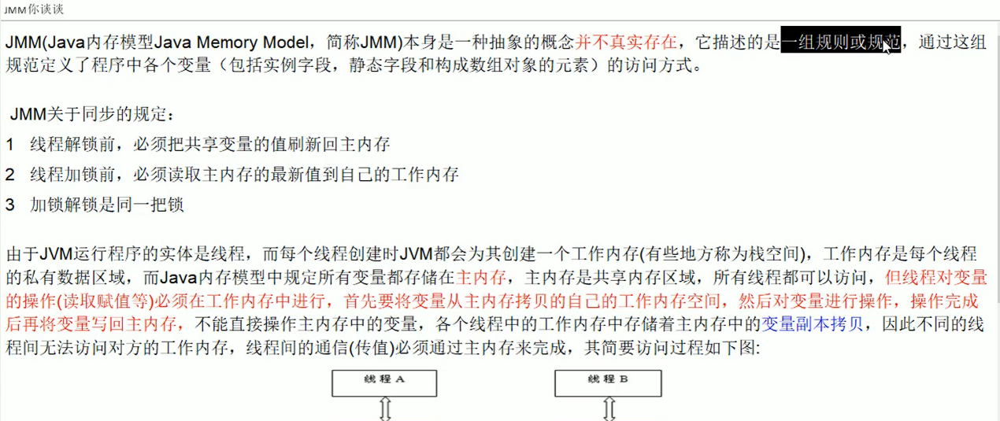 JMM你谈谈
JMM(Java内存模型Java Memory Model，简称JMM)本身是一种抽象的概念并不真实存在，它描述的是一组规则或规范，通过这组
规范定义了程序中各个变量（包括实例字段，静态字段和构成数组对象的元素）的访问方式。
JMM关于同步的规定：
1 线程解锁前，必须把共享变量的值刷新回主内存
2 线程加锁前，必须读取主内存的最新值到自己的工作内存
3 加锁解锁是同一把锁
由于JVM运行程序的实体是线程，而每个线程创建时JVM都会为其创建一个工作内存(有些地方称为栈空间)，工作内存是每个线程
的私有数据区域，而Java内存模型中规定所有变量都存储在主内存，主内存是共享内存区域，所有线程都可以访问，但线程对变量
的操作(读取赋值等)必须在工作内存中进行，首先要将变量从主内存拷贝的自己的工作内存空间，然后对变量进行操作，操作完成
后再将变量写回主内存，不能直接操作主内存中的变量，各个线程中的工作内存中存储着主内存中的变量副本拷贝，因此不同的线
程间无法访问对方的工作内存，线程间的通信(传值)必须通过主内存来完成，其简要访问过程如下图:
线程A 线程B